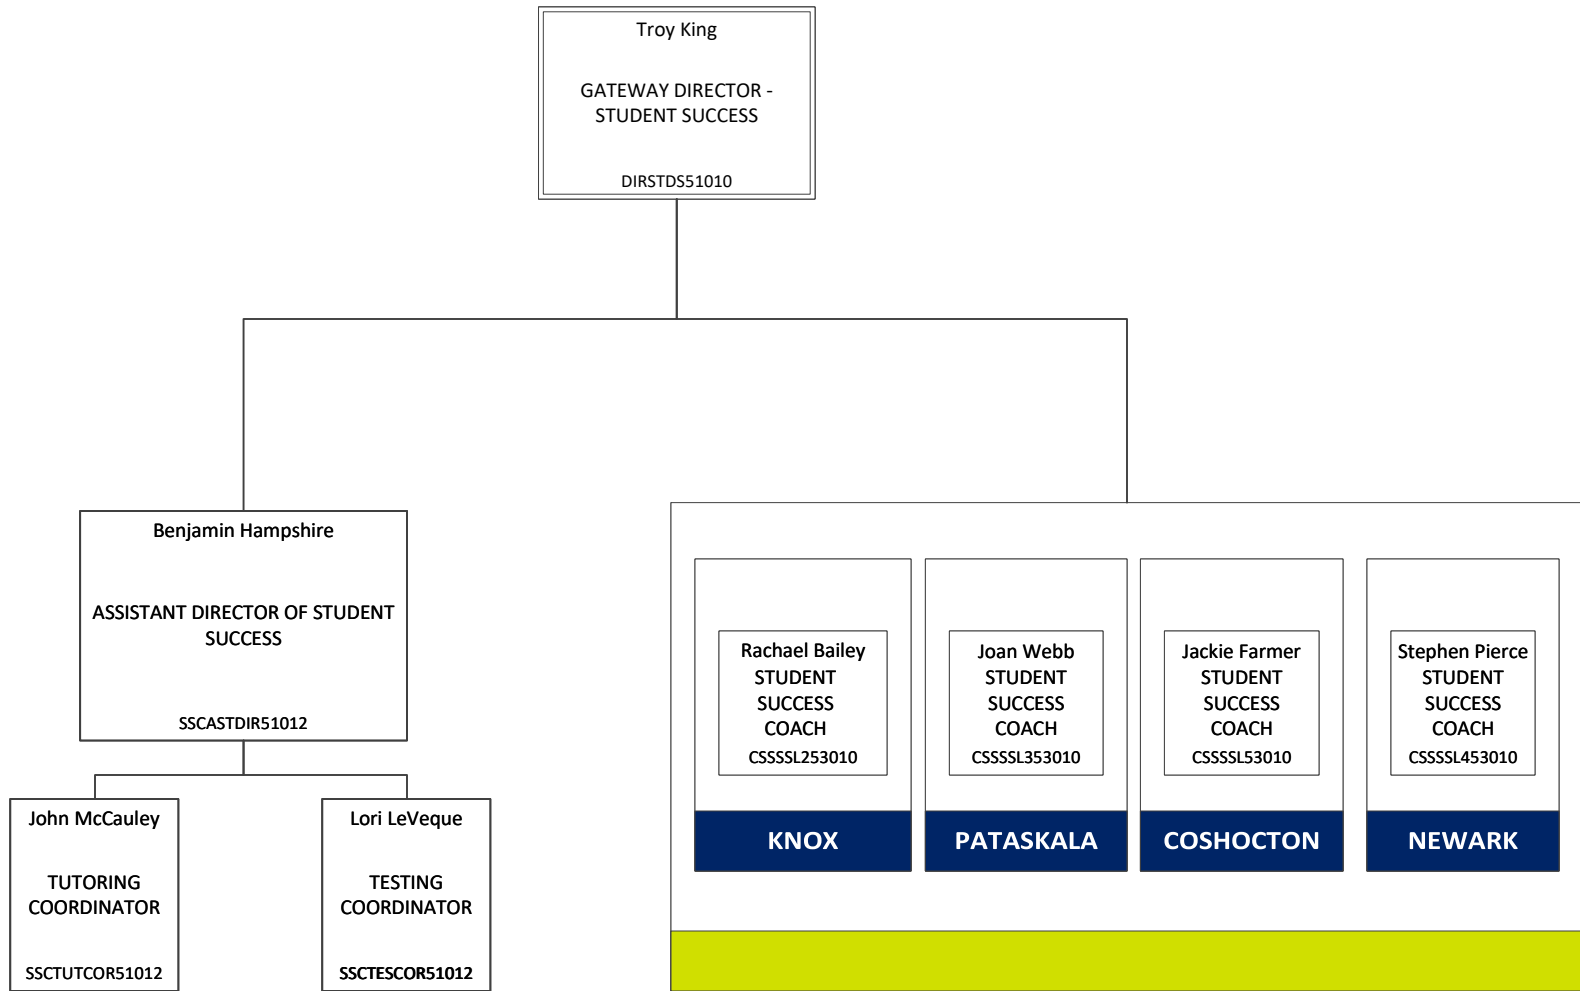 Troy King
GATEWAY DIRECTOR -
STUDENT SUCCESS
DIRSTDS51010
Benjamin Hampshire
ASSISTANT DIRECTOR OF STUDENT
SUCCESS
SSCASTDIR51012
John McCauley
TUTORING
COORDINATOR
SSCTUTCOR51012
Lori LeVeque
TESTING
COORDINATOR
SSCTESCOR51012
Rachael Bailey
STUDENT
SUCCESS
COACH
CSSSSL253010
KNOX
Joan Webb
STUDENT
SUCCESS
COACH
CSSSSL353010
PATASKALA
Jackie Farmer
STUDENT
SUCCESS
COACH
CSSSSL53010
COSHOCTON
Stephen Pierce
STUDENT
SUCCESS
COACH
CSSSSL453010
NEWARK